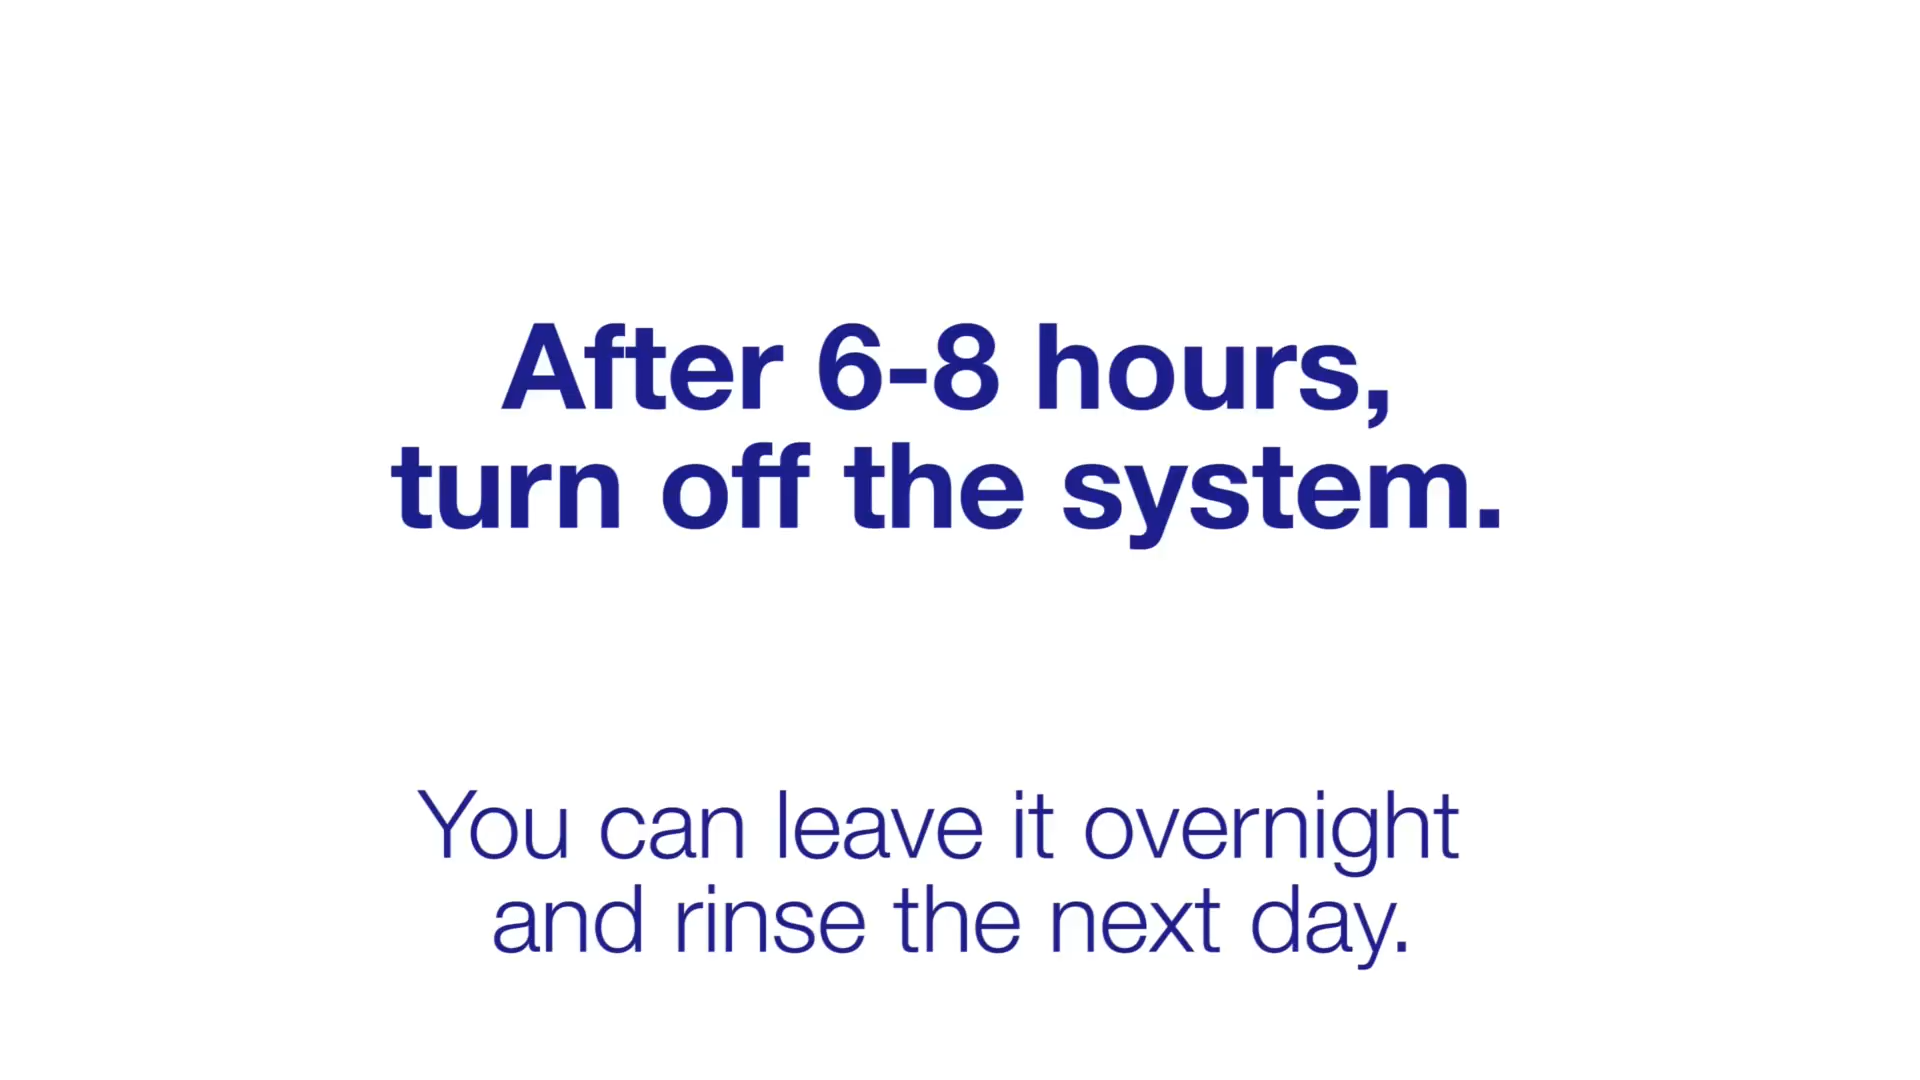 After 6-8 hours,
turn off the system.
You can leave it overnight
and rinse the next day.